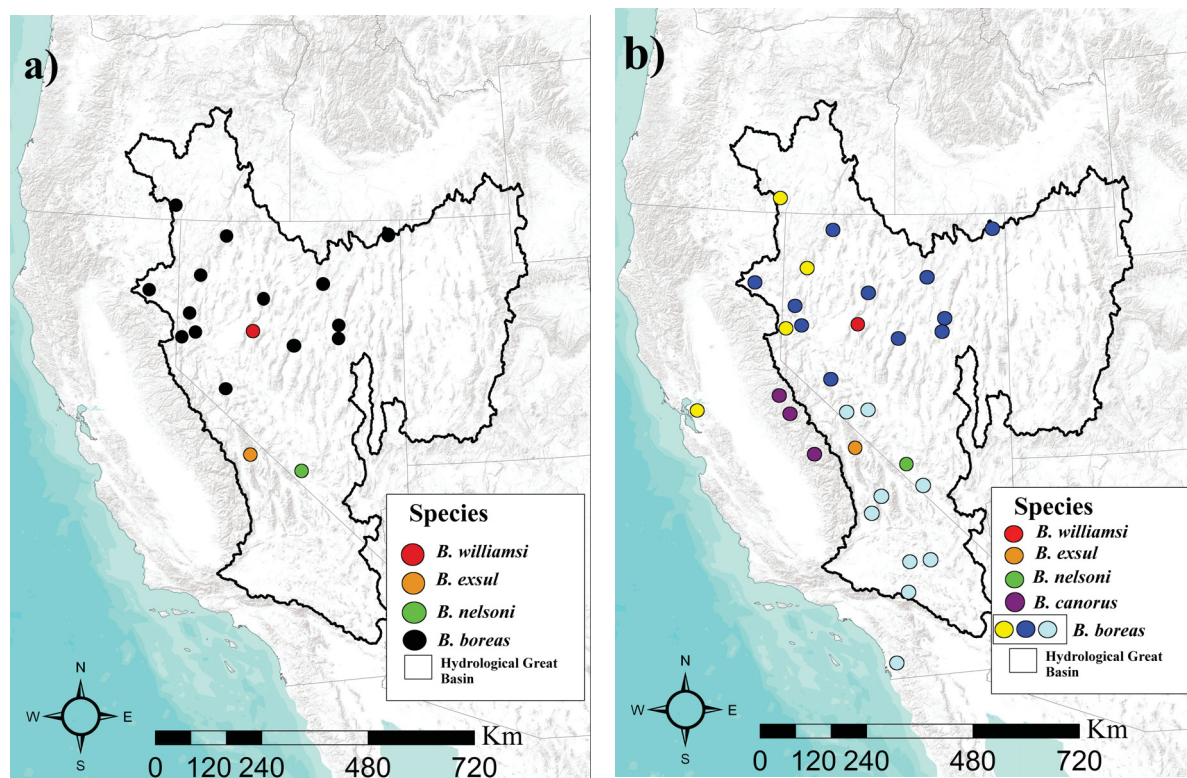 a)
Species
B. williamsi
B. exsul
B. nelsoni
B. boreas
Hydrological Great
Basin
N
W E
S
Km
0 120 240 480 720
b)
Species
B. williamsi
B. exsul
B. nelsoni
B. canorus
B. boreas
Hydrological Great
Basin
N
W E
S
Km
0 120 240 480 720